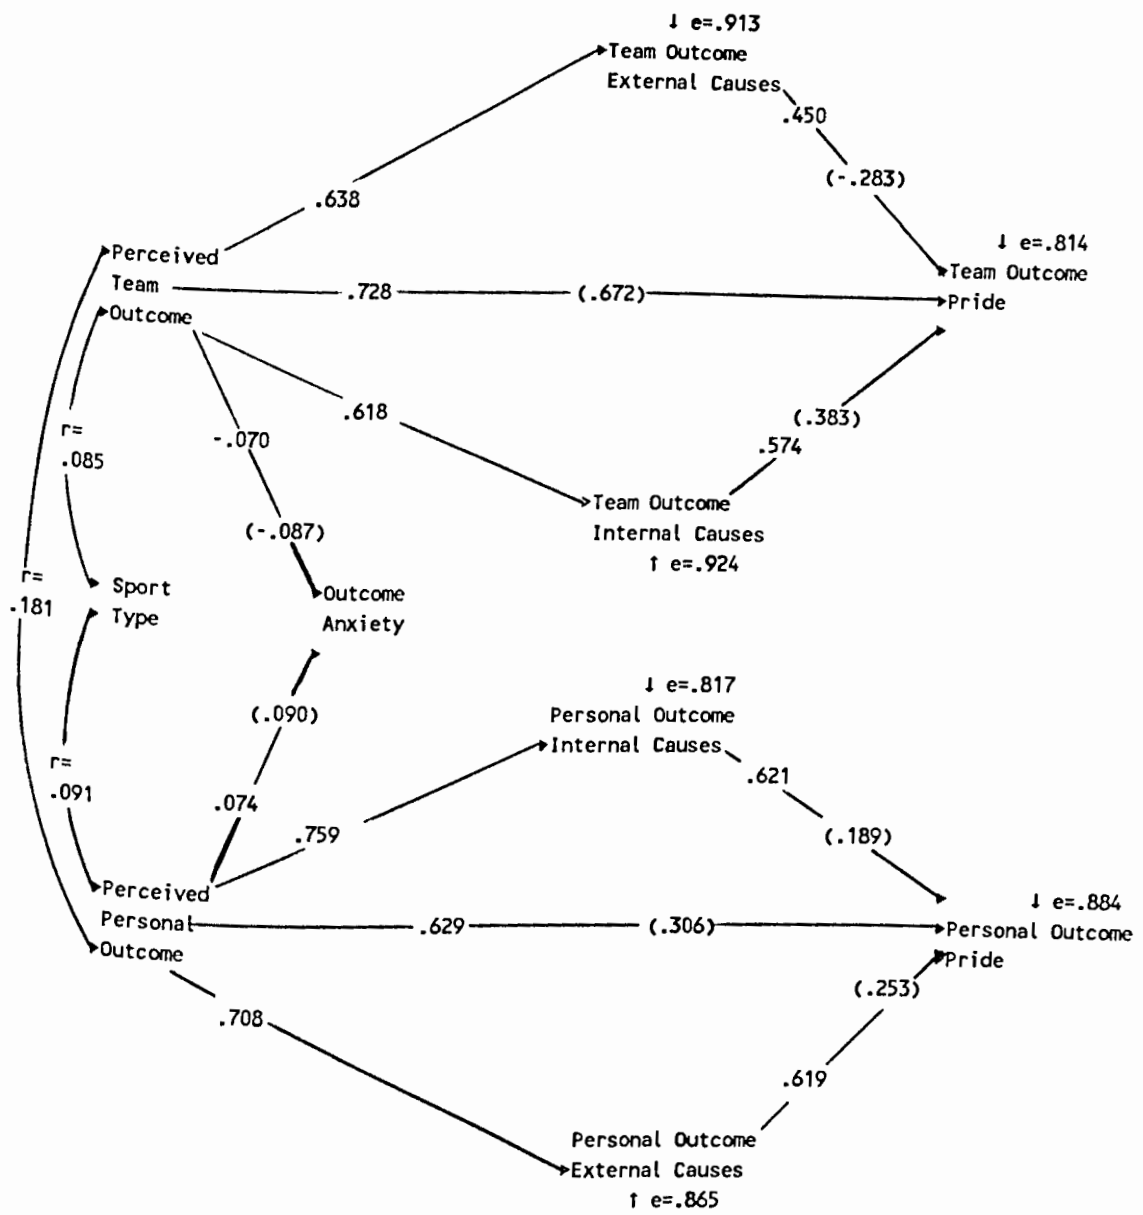 ↓ e=.913
Team Outcome
External Causes
.450
(-.283)
.638
↓ e=.814
Perceived
Team Outcome
Team
.728
(.672)
Pride
Outcome
.618
(.383)
r=
-.070
.574
.085
Team Outcome
(-.087)
Internal Causes
↑ e=.924
r=
Sport
Outcome
.181
Type
Anxiety
↓ e=.817
(.090)
Personal Outcome
Internal Causes
r=
.621
.091
.074
.759
(.189)
Perceived
↓ e=.884
Personal
.629
(.306)
Personal Outcome
Outcome
Pride
(.253)
.708
.619
Personal Outcome
External Causes
↑ e=.865